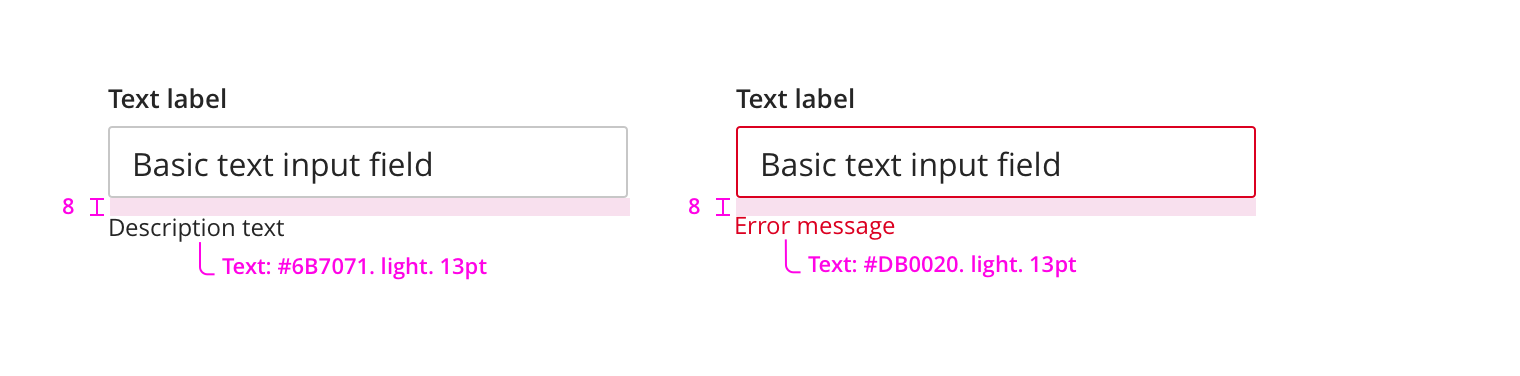 Text label
Basic text input field
8
Description text
Text: #6B7071. light. 13pt
Text label
Basic text input field
8
Error message
Text: #DB0020. light. 13pt